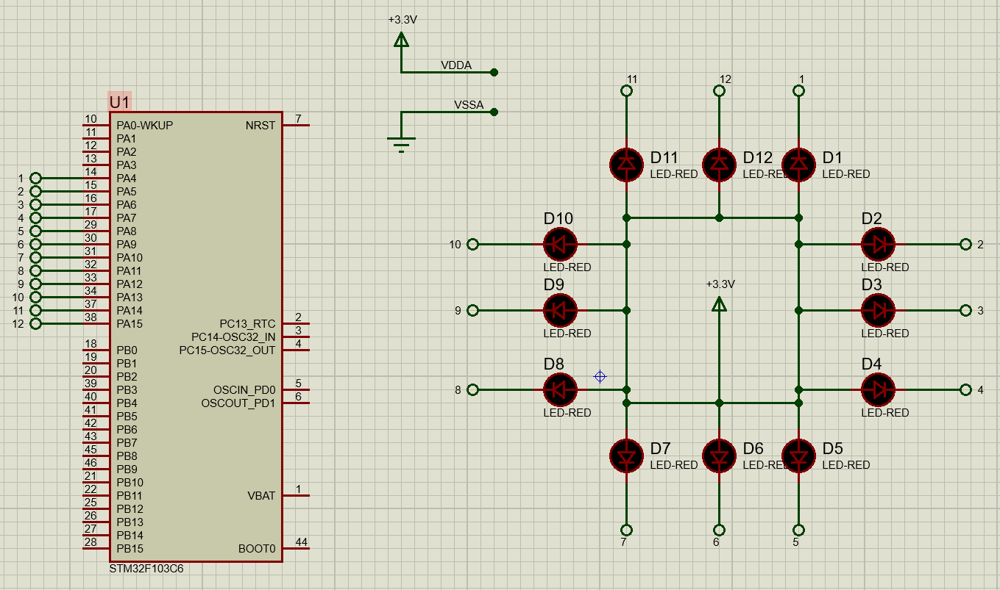 +3.3V
VDDA
VSSA
U1
10 PA0-WKUP NRST 7
11 PA1
12 PA2
13 PA3
1 14 PA4
2 15 PA5
3 16 PA6
4 17 PA7
5 29 PA8
6 30 PA9
7 31 PA10
8 32 PA11
9 33 PA12
10 34 PA13
11 37 PA14
12 38 PA15 PC13_RTC 2
PC14-OSC32_IN 3
18 PB0 PC15-OSC32_OUT 4
19 PB1
20 PB2
39 PB3 OSCIN_PD0 5
40 PB4 OSCOUT_PD1 6
41 PB5
42 PB6
43 PB7
45 PB8
46 PB9
21 PB10
22 PB11 VBAT 1
25 PB12
26 PB13
27 PB14
28 PB15 BOOT0 44
STM32F103C6
11 12 1
D11 D12 D1
LED-RED LED-RED LED-RED
D10 D2
10 2
LED-RED LED-RED
D9 +3.3V D3
9 3
LED-RED LED-RED
D8 D4
8 4
LED-RED LED-RED
D7 D6 D5
LED-RED LED-RED LED-RED
7 6 5